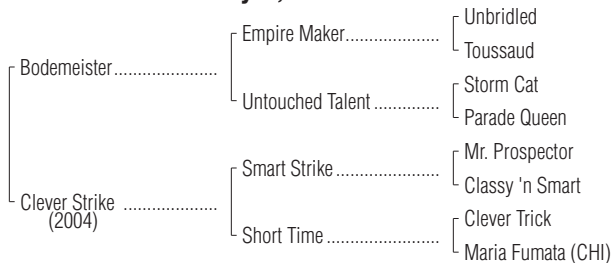 Unbridled
Empire Maker....................
Toussaud
Bodemeister......................
Storm Cat
Untouched Talent..............
Parade Queen
Mr. Prospector
Smart Strike......................
Classy 'n Smart
Clever Strike....................
(2004)
Clever Trick
Short Time........................
Maria Fumata (CHI)